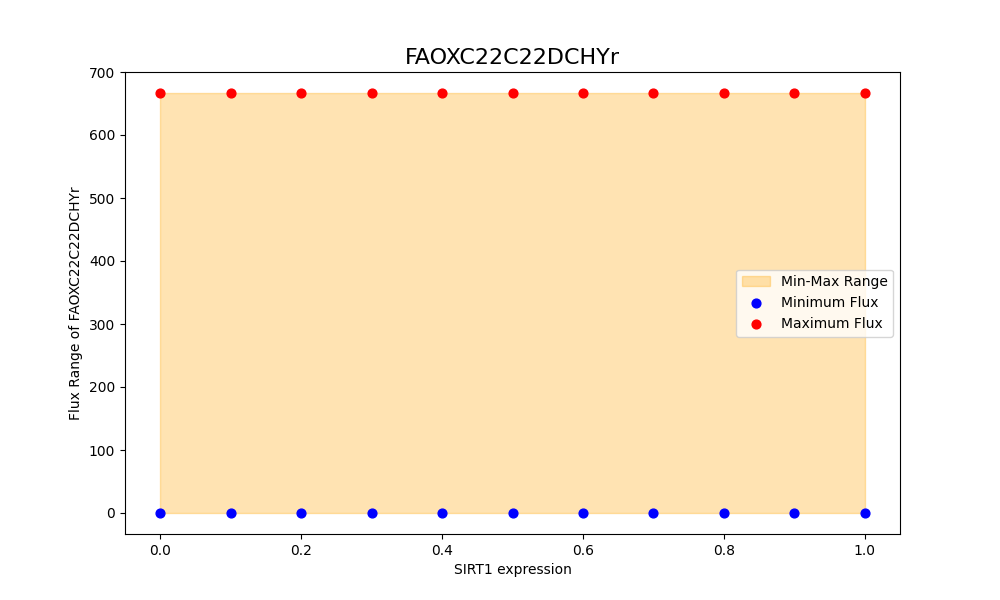 FAOXC22C22DCHYr
Flux Range of FAOXC22C22DCHYr
700
600
500
400
300
200
100
0
Min-Max Range
Minimum Flux
Maximum Flux
0.0
0.2
0.4
0.6
0.8
1.0
SIRT1 expression